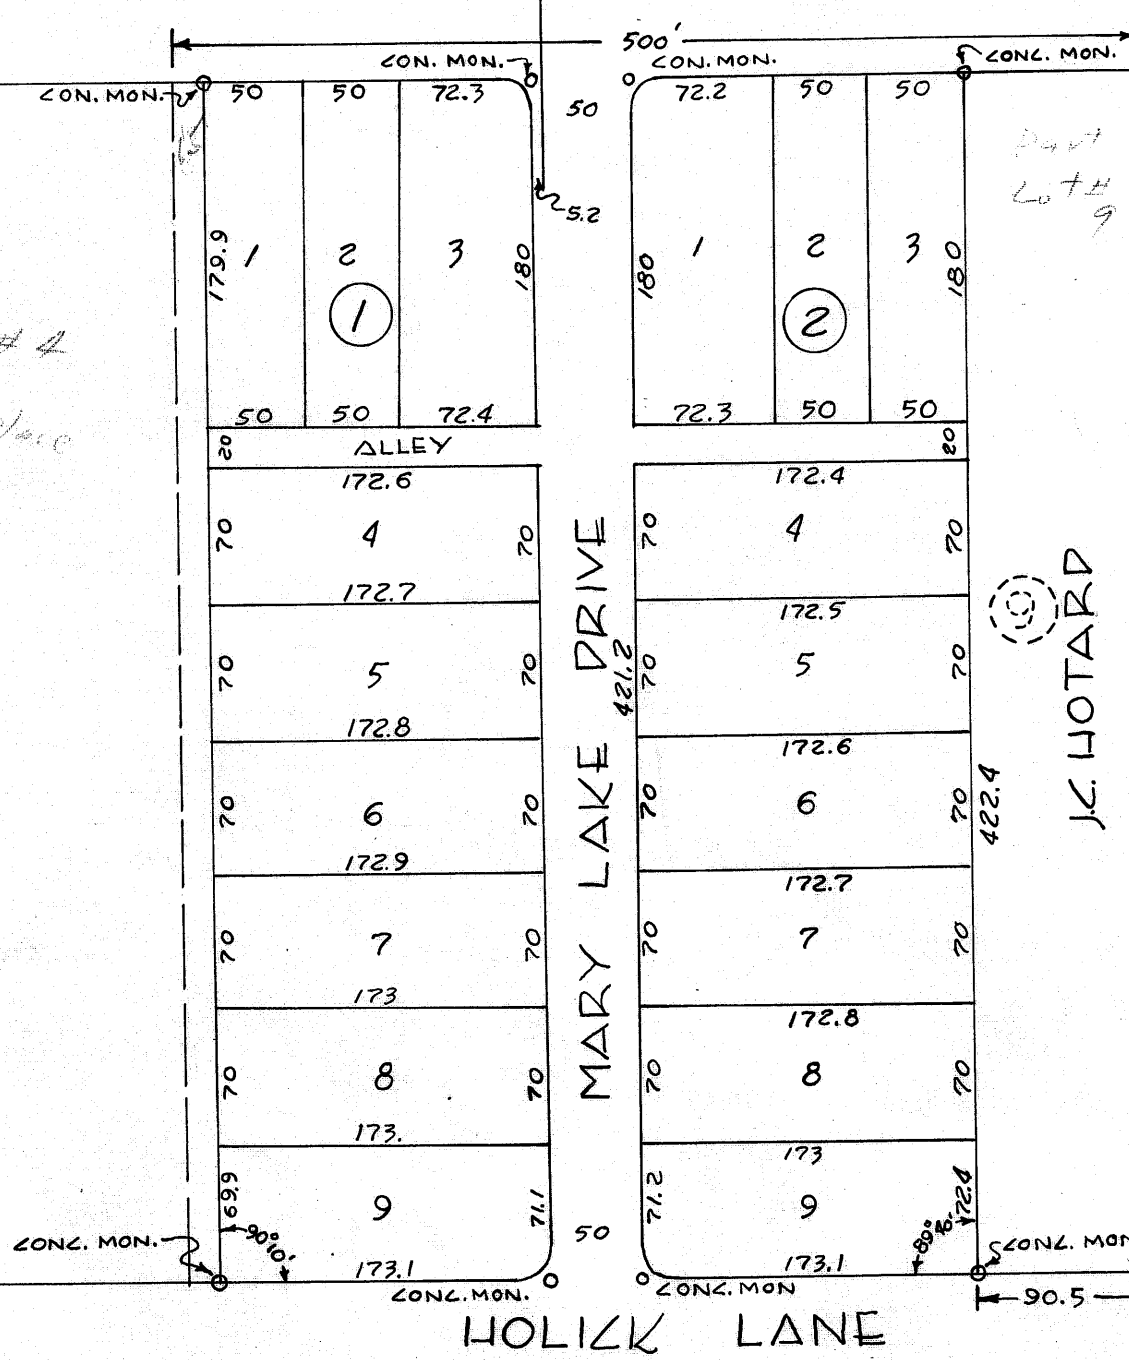 500'
CON. MON.
CON. MON.
CONC. MON.
CON. MON.
50 50 72.3
50
72.2 50 50
Part
Lot #
9
5.2
179.9
1 2 3
180
180
1 2 3
180
1
2
# 4
50 50 72.4
72.3 50 50
20
ALLEY
20
172.6
172.4
70 4 70
70 4 70
172.7
172.5
70 5 70
70 5 70
421.2
172.8
172.6
70 6 70
70 6 70
422.4
172.9
172.7
70 7 70
70 7 70
173
172.8
70 8 70
70 8 70
173.
173
69.9 9 71.1
71.2 9 72.4
MARY LAKE DRIVE
9
J.C. HOTARD
50
90°10'
89°46'
CONC. MON.
CONC. MON
173.1
173.1
CONC. MON.
CONC. MON
90.5
HOLICK LANE